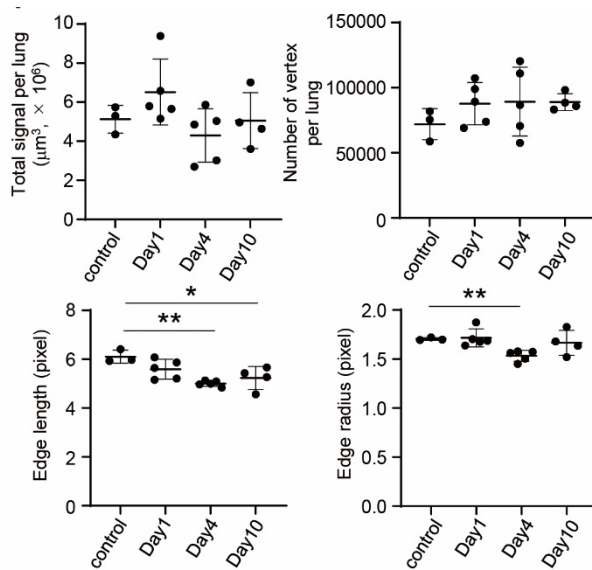 Total signal per lung
(μm³, × 10⁶)
10
8
6
4
2
0
control
Day1
Day4
Day10
Number of vertex
per lung
150000
100000
50000
0
control
Day1
Day4
Day10
Edge length (pixel)
8
6
4
2
0
*
**
control
Day1
Day4
Day10
Edge radius (pixel)
2.0
1.5
1.0
0.5
0.0
**
control
Day1
Day4
Day10